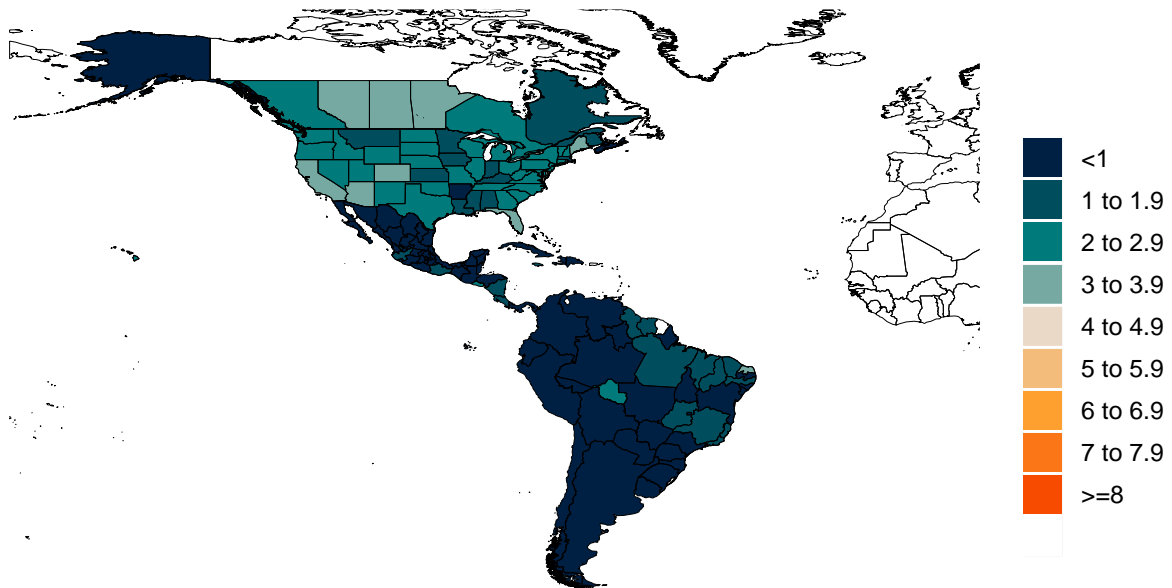 <1
1 to 1.9
2 to 2.9
3 to 3.9
4 to 4.9
5 to 5.9
6 to 6.9
7 to 7.9
>=8